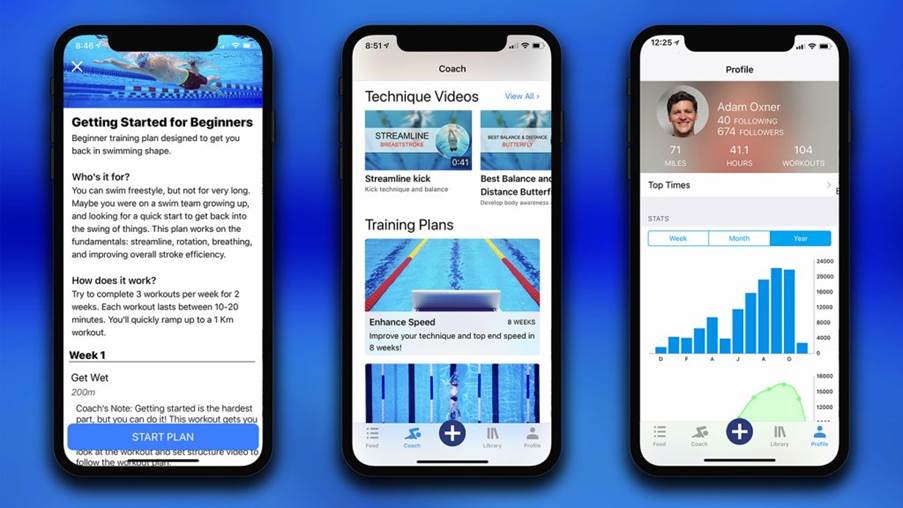 8:46
Getting Started for Beginners
Beginner training plan designed to get you
back in swimming shape.
Who's it for?
You can swim freestyle, but not for very long.
Maybe you were on a swim team growing up,
and looking for a quick start to get back into
the swing of things. This plan works on the
fundamentals: streamline, rotation, breathing,
and improving overall stroke efficiency.
How does it work?
Try to complete 3 workouts per week for 2
weeks. Each workout lasts between 10-20
minutes. You'll quickly ramp up to a 1 Km
workout.
Week 1
Get Wet
200m
Coach's Note: Getting started is the hardest
part, but you can do it! This workout gets you
START PLAN
look at the workout and set structure video to
follow the workout plan.
8:51
Coach
Technique Videos
View All >
STREAMLINE
BREASTSTROKE
0:41
BEST BALANCE & DISTANCE
BUTTERFLY
Streamline kick
Kick technique and balance
Best Balance and
Distance Butterf
Develop body awareness
Training Plans
Enhance Speed
8 WEEKS
Improve your technique and top end speed in
8 weeks!
Feed
Coach
Library
Profile
12:25
Profile
Adam Oxner
40 FOLLOWING
674 FOLLOWERS
71
41.1
104
MILES
HOURS
WORKOUTS
Top Times
STATS
Week
Month
Year
24000
20000
16000
12000
8000
4000
0
D F A J A O
18000
15000
12000
Feed
Coach
Library
Profile